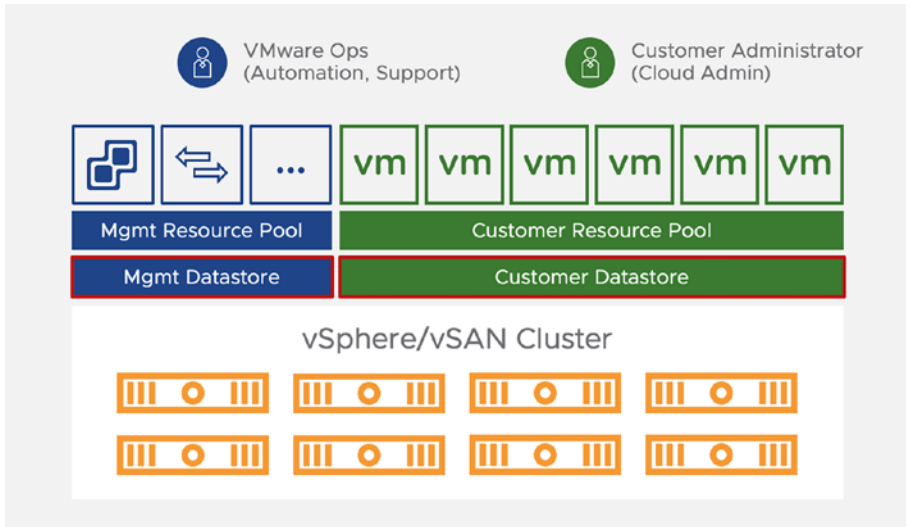 VMware Ops
(Automation, Support)
Customer Administrator
(Cloud Admin)
...
vm vm vm vm vm vm
Mgmt Resource Pool
Customer Resource Pool
Mgmt Datastore
Customer Datastore
vSphere/vSAN Cluster